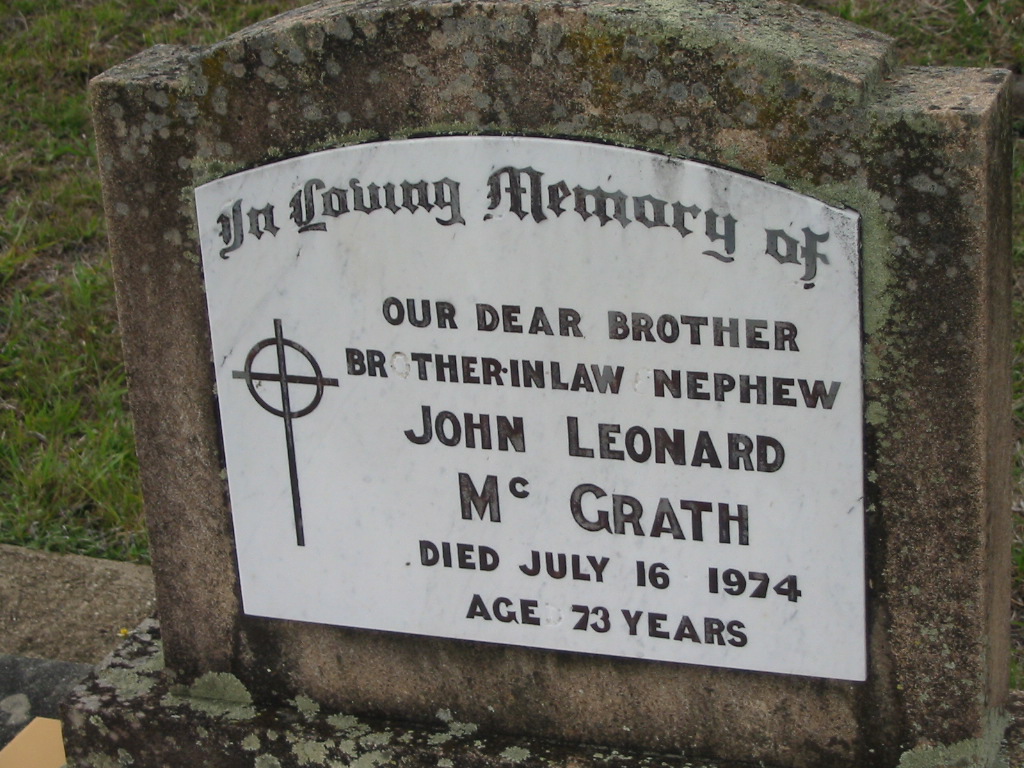 In Loving Memory of
OUR DEAR BROTHER
BROTHER-IN-LAW & NEPHEW
JOHN LEONARD
Mc GRATH
DIED JULY 16 1974
AGED 73 YEARS